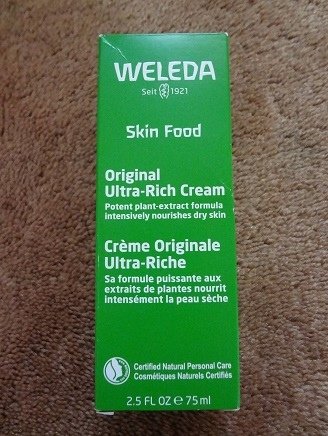 WELEDA
Seit 1921
Skin Food
Original
Ultra-Rich Cream
Potent plant-extract formula
intensively nourishes dry skin
Crème Originale
Ultra-Riche
Sa formule puissante aux
extraits de plantes nourrit
intensément la peau sèche
Certified Natural Personal Care
Cosmétiques Naturels Certifiés
2.5 FL OZ ℮ 75 ml